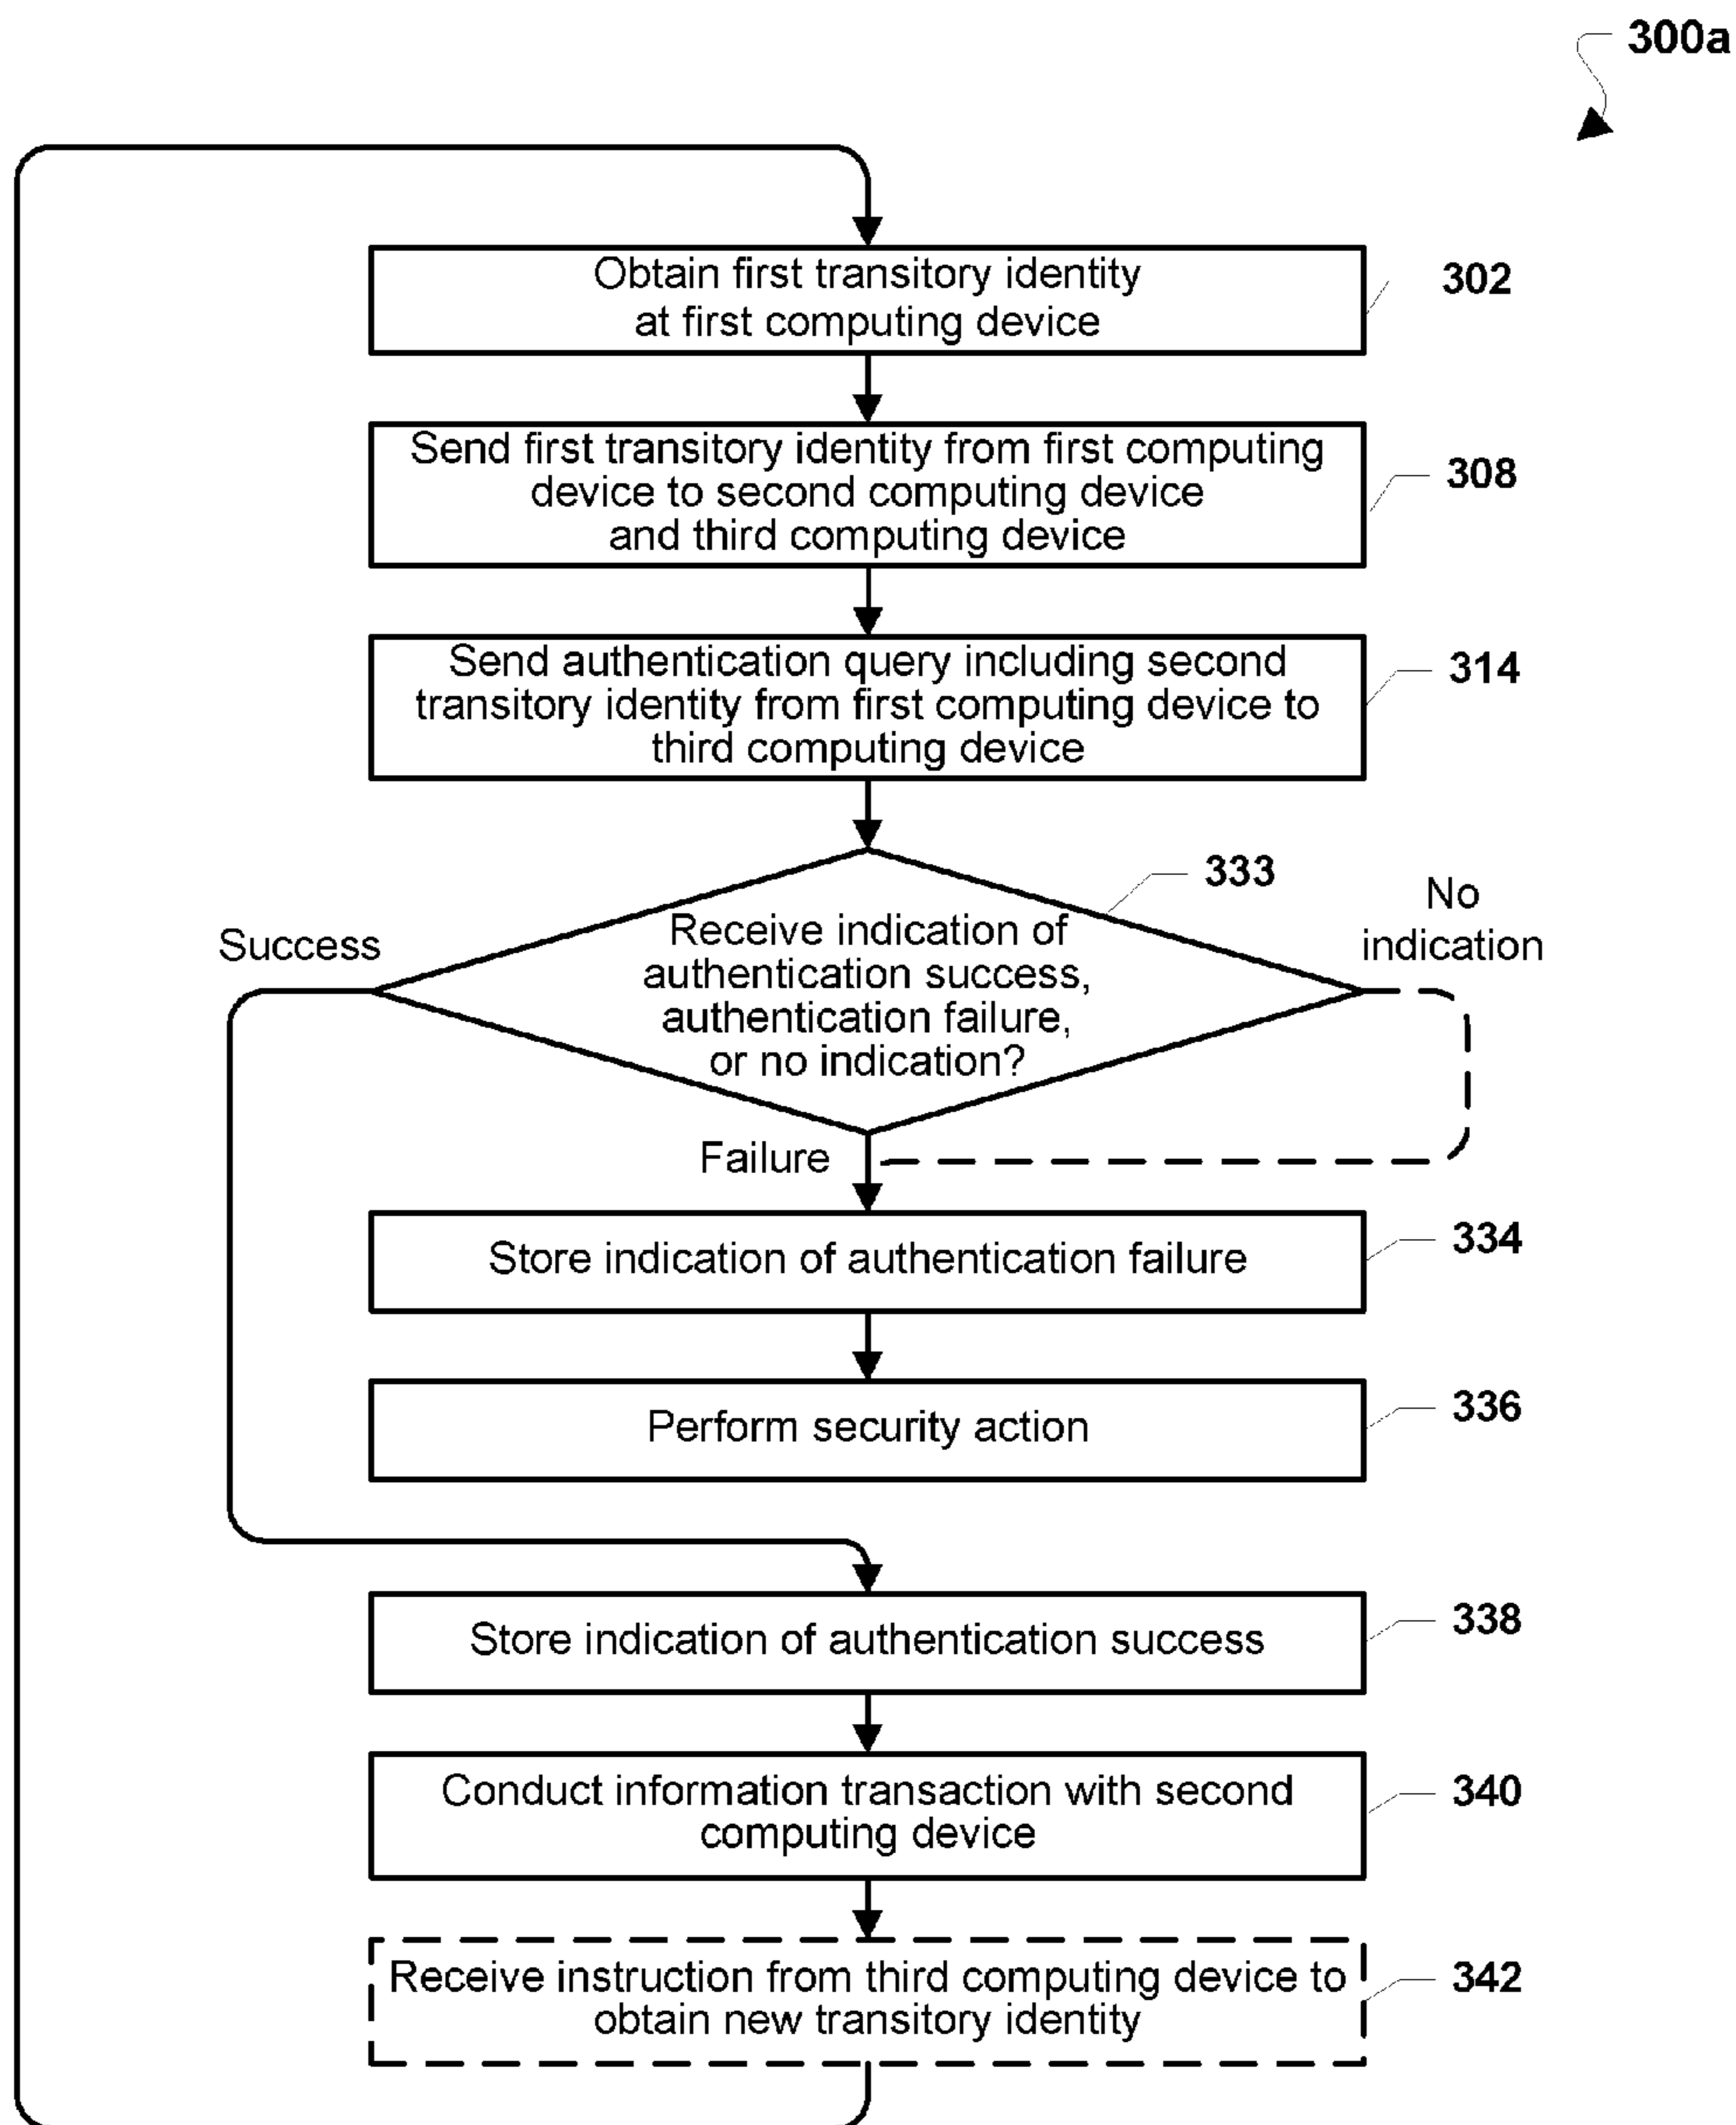 300a
Obtain first transitory identity
at first computing device
302
Send first transitory identity from first computing
device to second computing device
and third computing device
308
Send authentication query including second
transitory identity from first computing device to
third computing device
314
333
No
indication
Success
Receive indication of
authentication success,
authentication failure,
or no indication?
Failure
Store indication of authentication failure
334
Perform security action
336
Store indication of authentication success
338
Conduct information transaction with second
computing device
340
Receive instruction from third computing device to
obtain new transitory identity
342